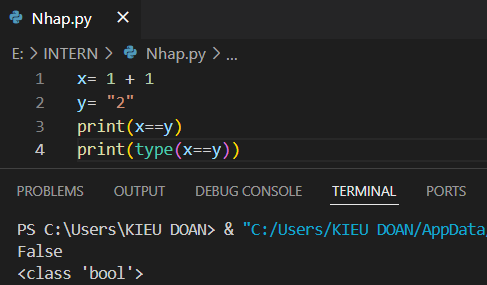 Nhap.py ×
E: > INTERN > Nhap.py > ...
1 x= 1 + 1
2 y= "2"
3 print(x==y)
4 print(type(x==y))
PROBLEMS OUTPUT DEBUG CONSOLE TERMINAL PORTS
PS C:\Users\KIEU DOAN> & "C:/Users/KIEU DOAN/AppData/
False
<class 'bool'>